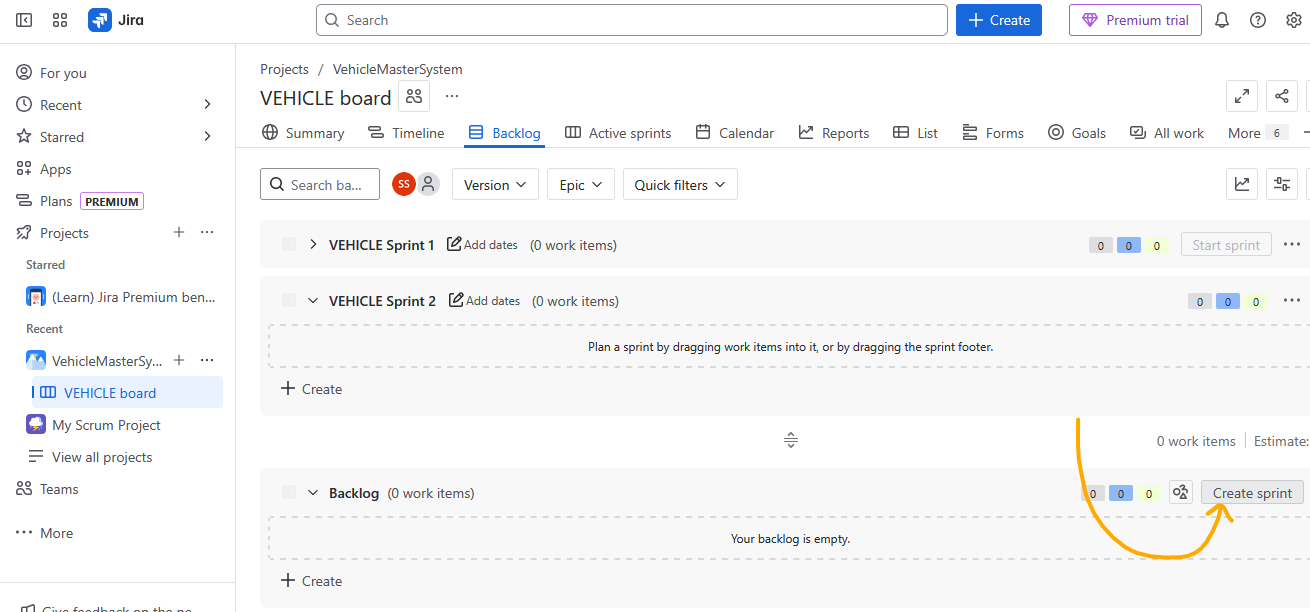 Jira
Search
Create
Premium trial
For you
Recent
Starred
Apps
Plans PREMIUM
Projects
Starred
(Learn) Jira Premium ben...
Recent
VehicleMasterSy...
VEHICLE board
My Scrum Project
View all projects
Teams
More
Projects / VehicleMasterSystem
VEHICLE board
Summary Timeline Backlog Active sprints Calendar Reports List Forms Goals All work More 6
Search ba... SS Version Epic Quick filters
VEHICLE Sprint 1 Add dates (0 work items) 0 0 0 Start sprint
VEHICLE Sprint 2 Add dates (0 work items) 0 0 0
Plan a sprint by dragging work items into it, or by dragging the sprint footer.
Create
0 work items Estimate:
Backlog (0 work items) 0 0 0 Create sprint
Your backlog is empty.
Create